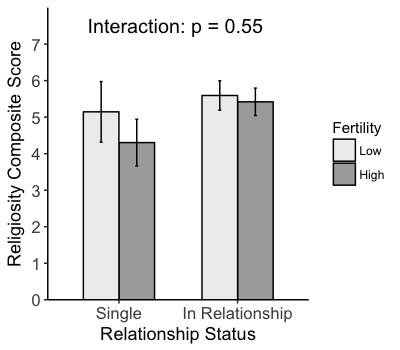 Interaction: p = 0.55
Religiosity Composite Score
7
6
5
4
3
2
1
0
Single In Relationship
Relationship Status
Fertility
Low
High